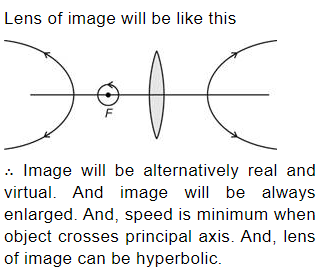 Lens of image will be like this
F
∴ Image will be alternatively real and
virtual. And image will be always
enlarged. And, speed is minimum when
object crosses principal axis. And, lens
of image can be hyperbolic.